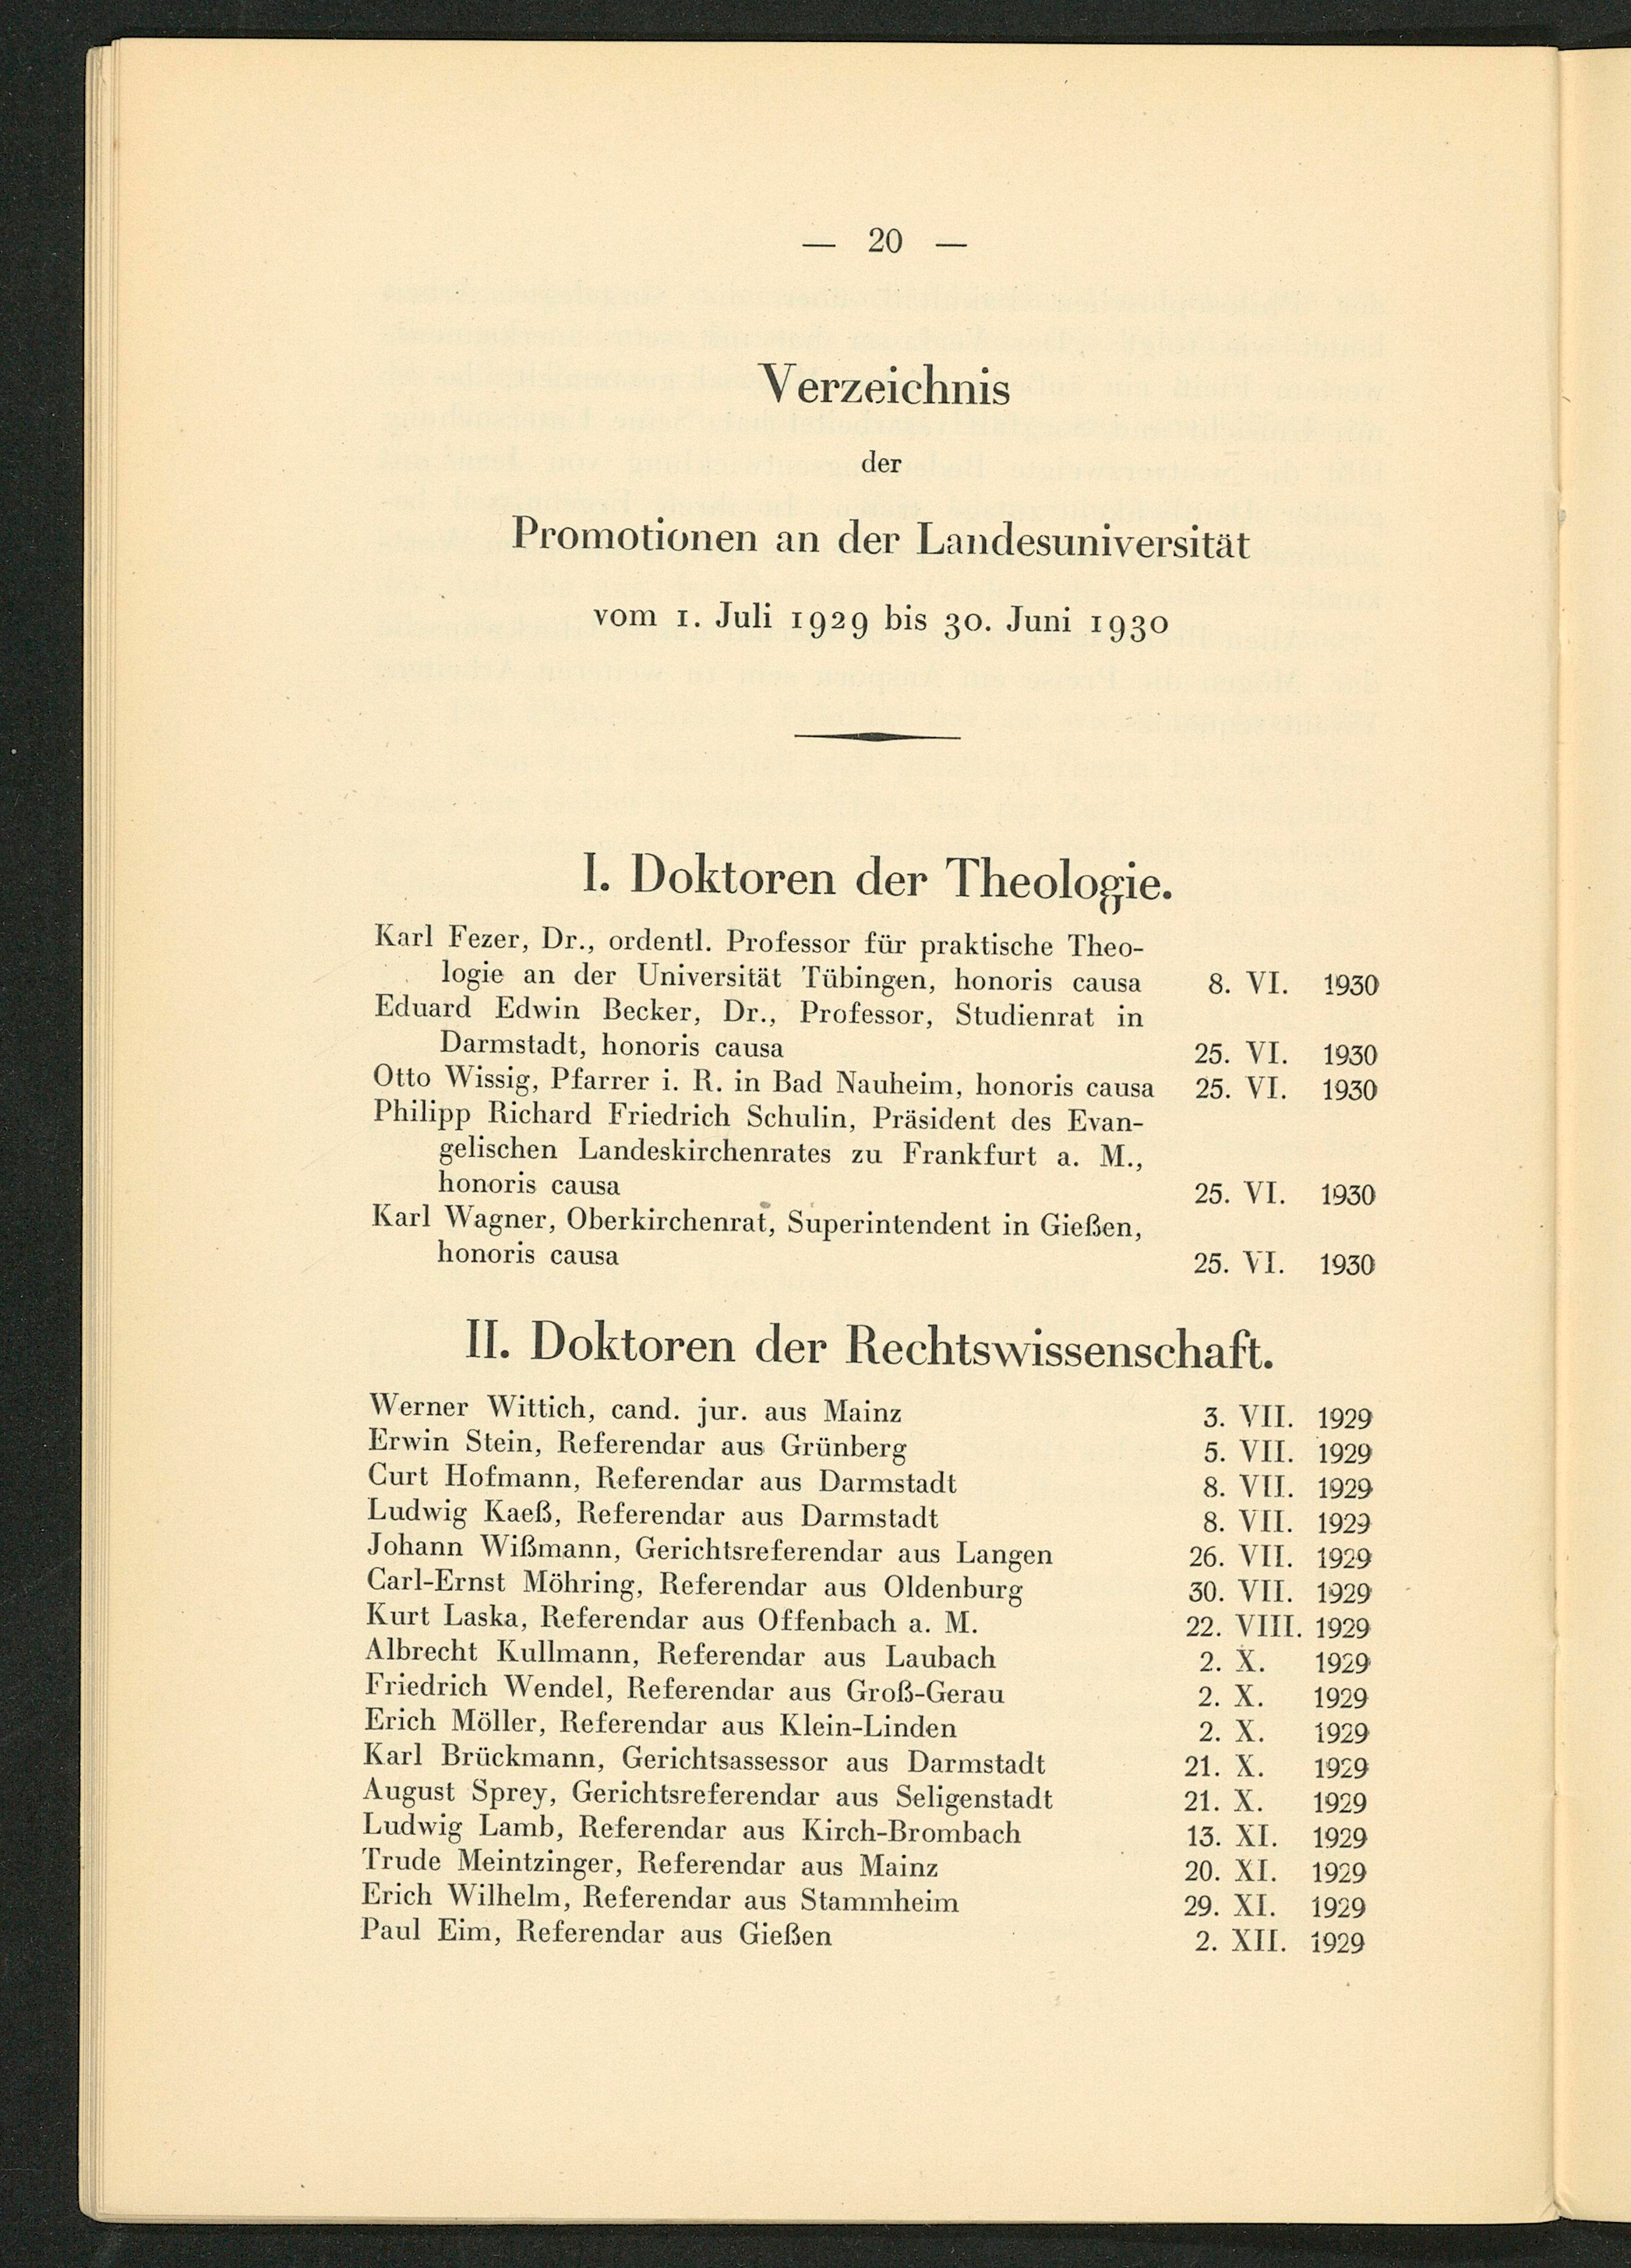 — 20 —
Verzeichnis
der
Promotionen an der Landesuniversität
vom 1. Juli 1929 bis 30. Juni 1930
I. Doktoren der Theologie.
Karl Fezer, Dr., ordentl. Professor für praktische Theo-
logie an der Universität Tübingen, honoris causa 8. VI. 1930
Eduard Edwin Becker, Dr., Professor, Studienrat in
Darmstadt, honoris causa 25. VI. 1930
Otto Wissig, Pfarrer i. R. in Bad Nauheim, honoris causa 25. VI. 1930
Philipp Richard Friedrich Schulin, Präsident des Evan-
gelischen Landeskirchenrates zu Frankfurt a. M.,
honoris causa 25. VI. 1930
Karl Wagner, Oberkirchenrat, Superintendent in Gießen,
honoris causa 25. VI. 1930
II. Doktoren der Rechtswissenschaft.
Werner Wittich, cand. jur. aus Mainz 3. VII. 1929
Erwin Stein, Referendar aus Grünberg 5. VII. 1929
Curt Hofmann, Referendar aus Darmstadt 8. VII. 1929
Ludwig Kaeß, Referendar aus Darmstadt 8. VII. 1929
Johann Wißmann, Gerichtsreferendar aus Langen 26. VII. 1929
Carl-Ernst Möhring, Referendar aus Oldenburg 30. VII. 1929
Kurt Laska, Referendar aus Offenbach a. M. 22. VIII. 1929
Albrecht Kullmann, Referendar aus Laubach 2. X. 1929
Friedrich Wendel, Referendar aus Groß-Gerau 2. X. 1929
Erich Möller, Referendar aus Klein-Linden 2. X. 1929
Karl Brückmann, Gerichtsassessor aus Darmstadt 21. X. 1929
August Sprey, Gerichtsreferendar aus Seligenstadt 21. X. 1929
Ludwig Lamb, Referendar aus Kirch-Brombach 13. XI. 1929
Trude Meintzinger, Referendar aus Mainz 20. XI. 1929
Erich Wilhelm, Referendar aus Stammheim 29. XI. 1929
Paul Eim, Referendar aus Gießen 2. XII. 1929